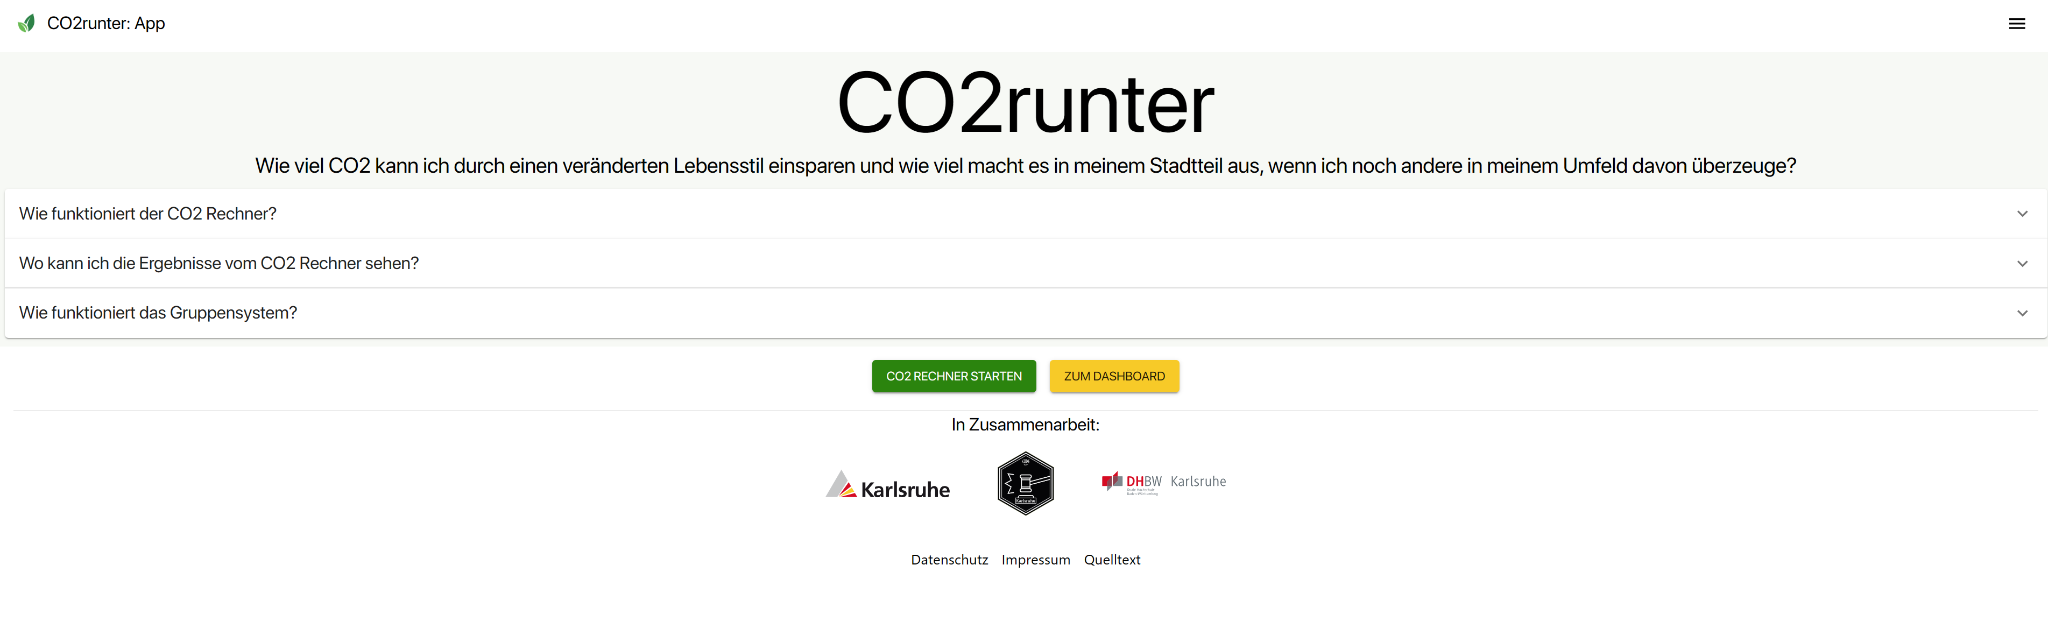 CO2runter: App
CO2runter
Wie viel CO2 kann ich durch einen veränderten Lebensstil einsparen und wie viel macht es in meinem Stadtteil aus, wenn ich noch andere in meinem Umfeld davon überzeuge?
Wie funktioniert der CO2 Rechner?
Wo kann ich die Ergebnisse vom CO2 Rechner sehen?
Wie funktioniert das Gruppensystem?
CO2 RECHNER STARTEN ZUM DASHBOARD
In Zusammenarbeit:
Karlsruhe
Karlsruhe
DHBW Karlsruhe
Datenschutz Impressum Quelltext